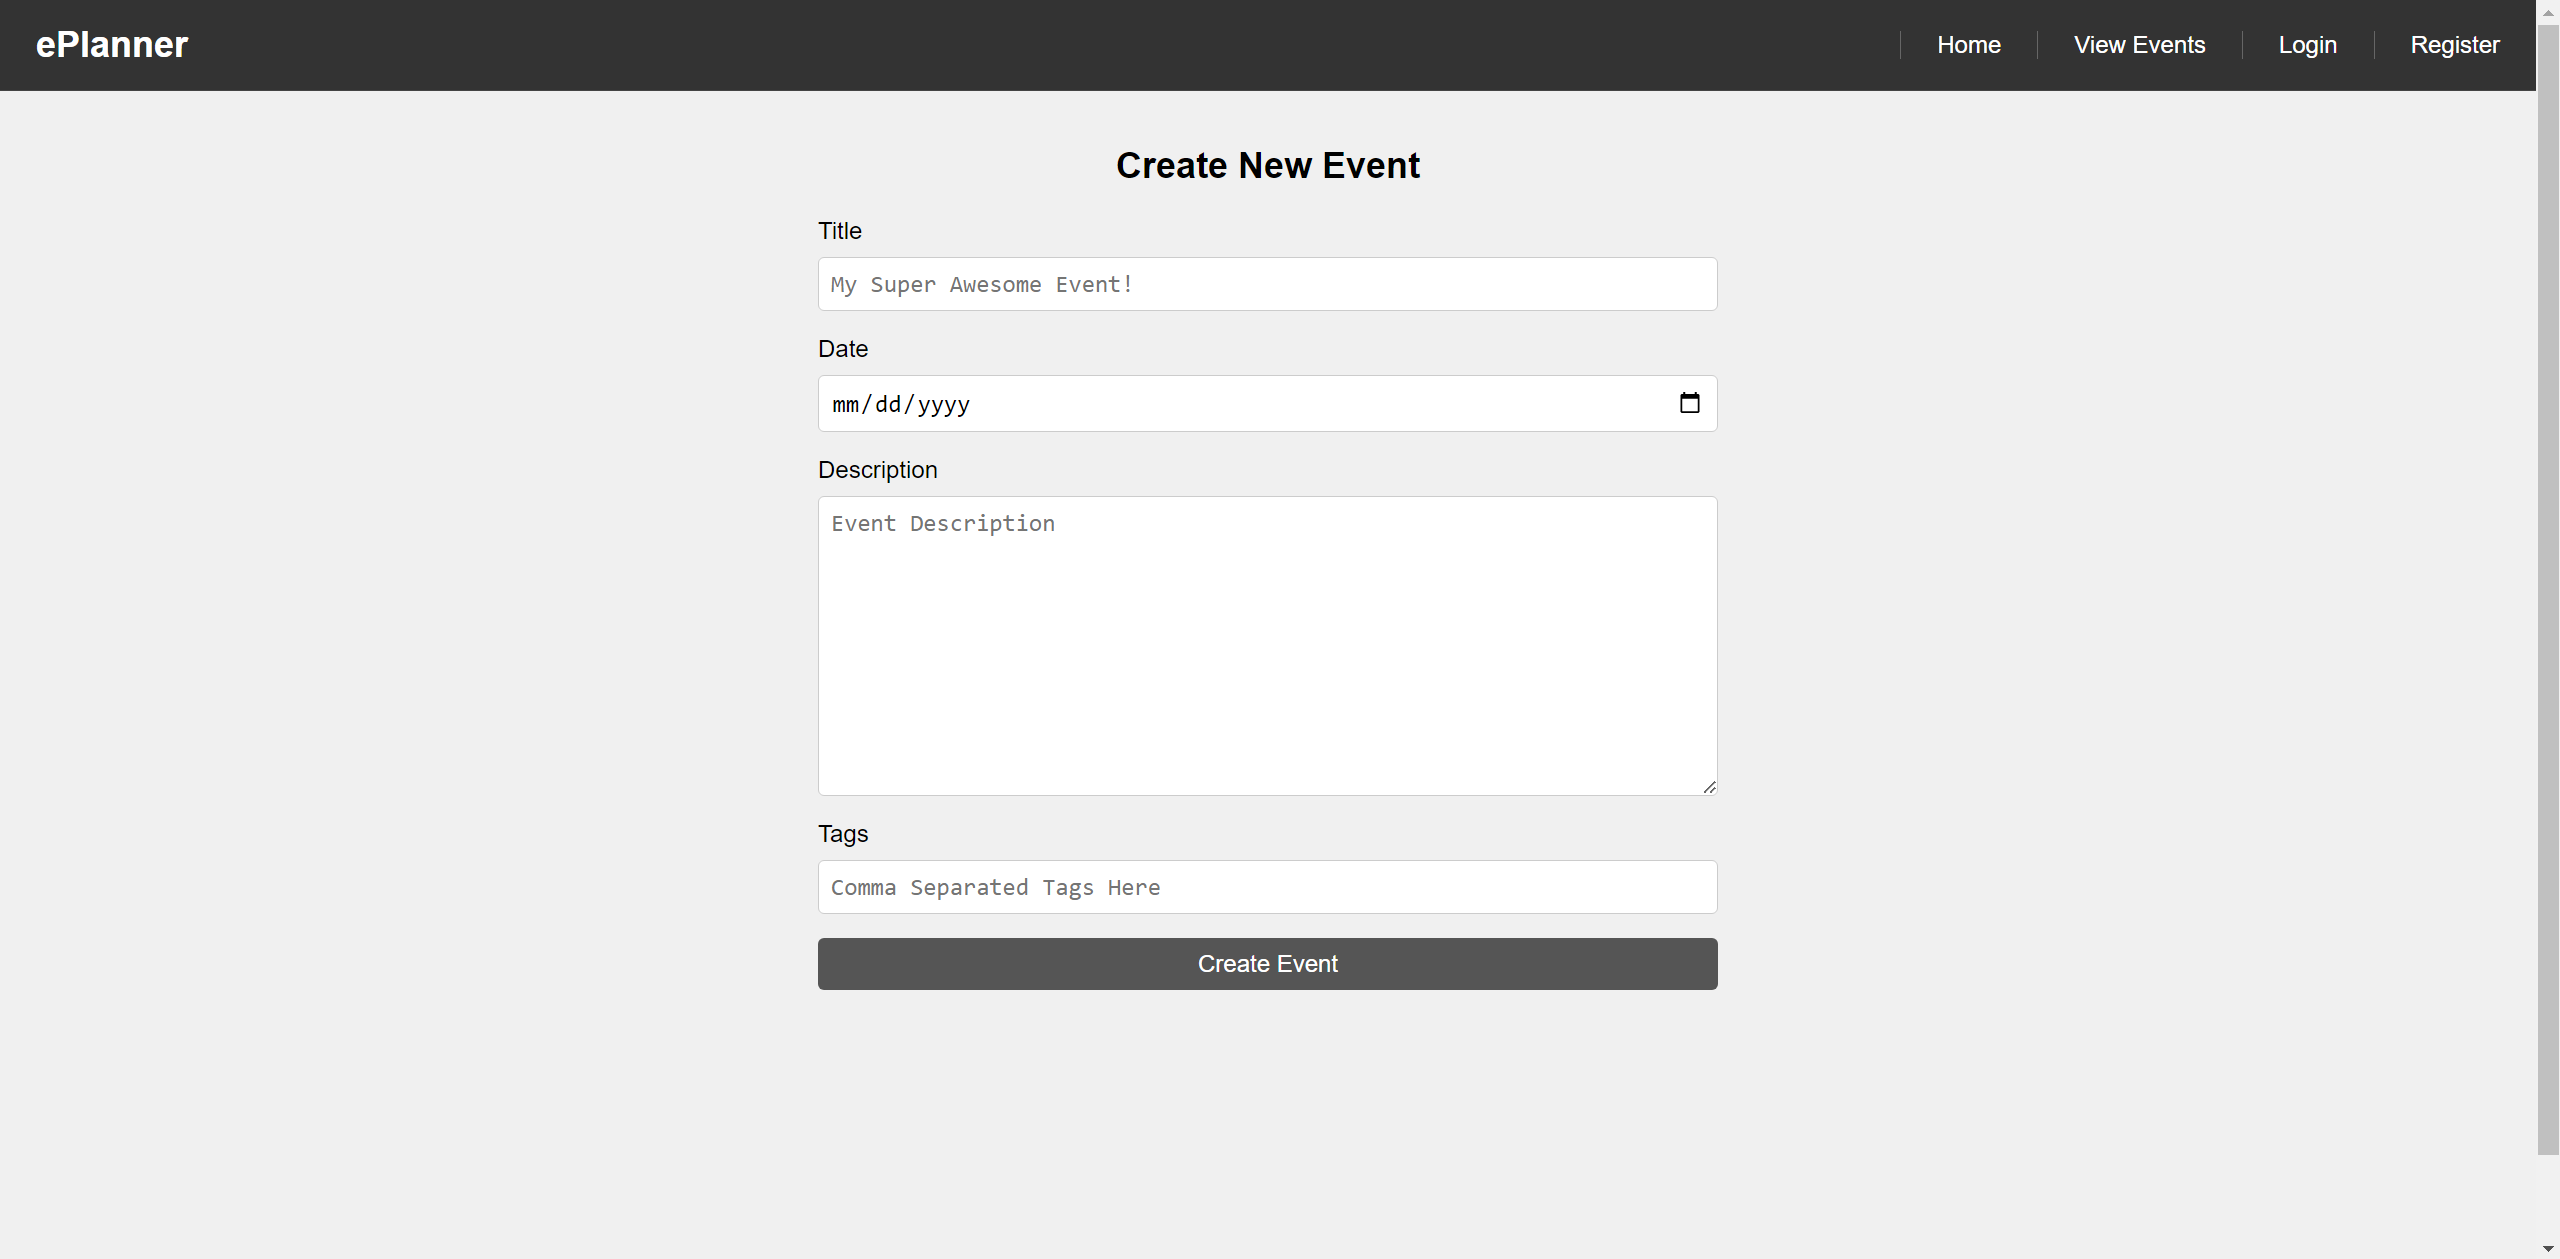 ePlanner
Home
View Events
Login
Register
Create New Event
Title
My Super Awesome Event!
Date
mm/dd/yyyy
Description
Event Description
Tags
Comma Separated Tags Here
Create Event